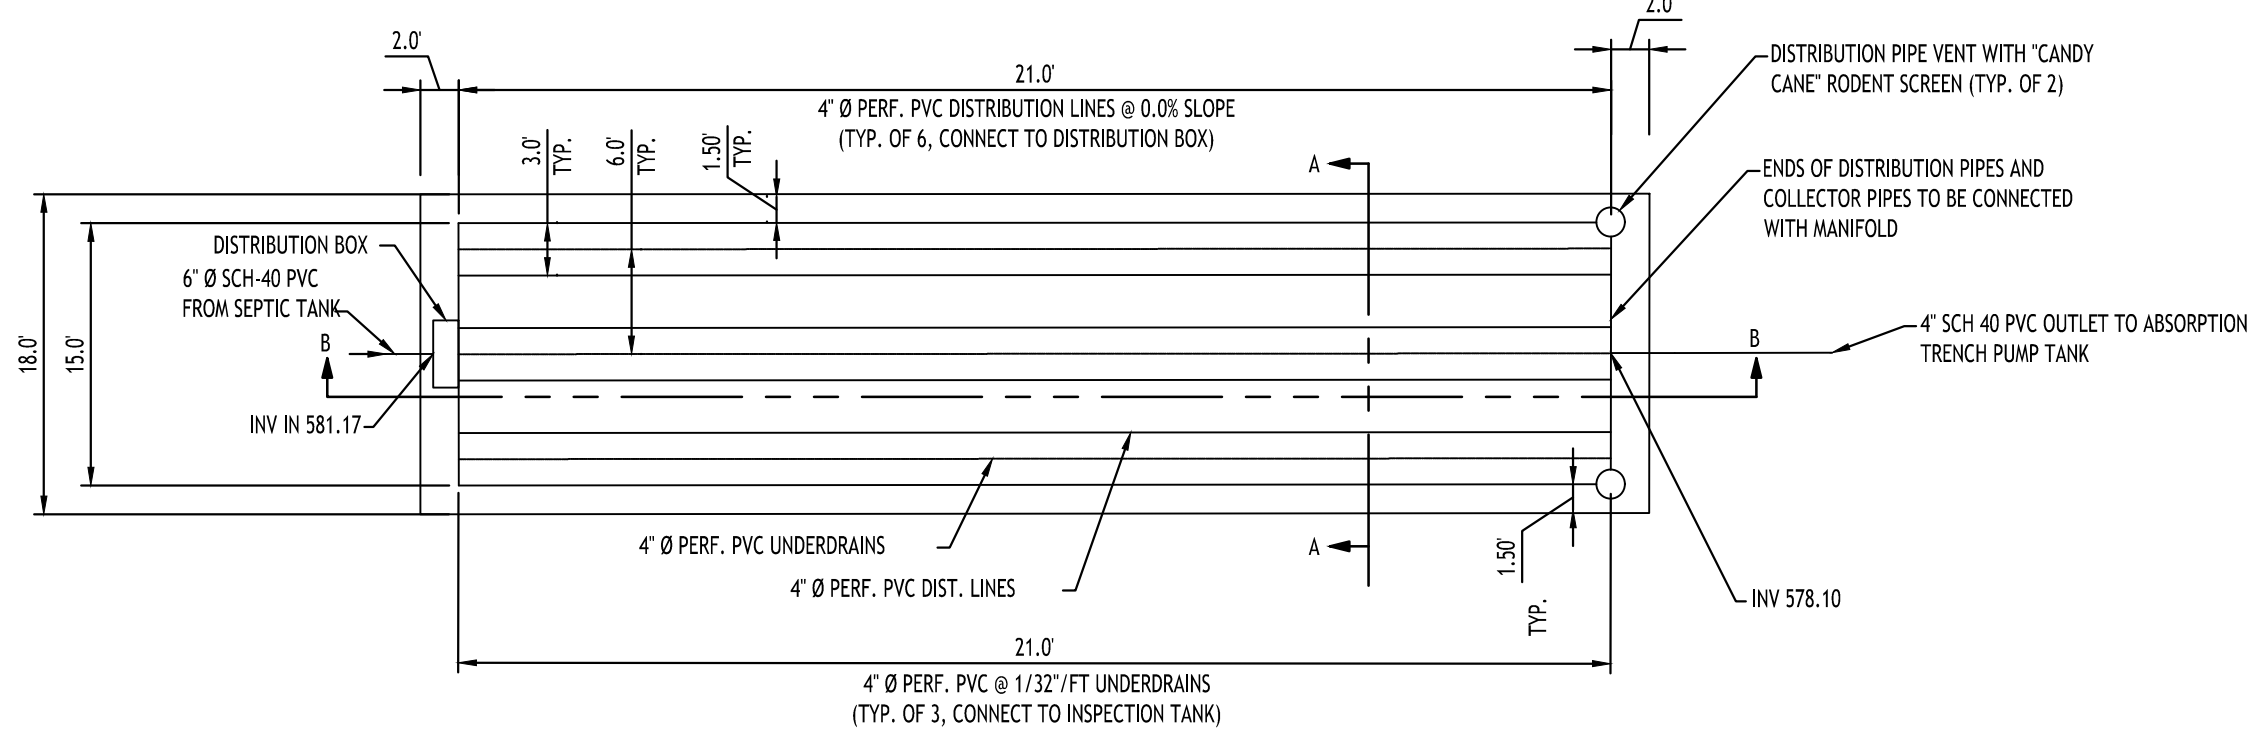 2.0'
2.0'
21.0'
4" Ø PERF. PVC DISTRIBUTION LINES @ 0.0% SLOPE
(TYP. OF 6, CONNECT TO DISTRIBUTION BOX)
DISTRIBUTION PIPE VENT WITH "CANDY
CANE" RODENT SCREEN (TYP. OF 2)
3.0'
TYP.
6.0'
TYP.
1.50'
TYP.
A
ENDS OF DISTRIBUTION PIPES AND
COLLECTOR PIPES TO BE CONNECTED
WITH MANIFOLD
DISTRIBUTION BOX
6" Ø SCH-40 PVC
FROM SEPTIC TANK
18.0'
15.0'
B
B
4" SCH 40 PVC OUTLET TO ABSORPTION
TRENCH PUMP TANK
INV IN 581.17
4" Ø PERF. PVC UNDERDRAINS
A
1.50'
TYP.
4" Ø PERF. PVC DIST. LINES
INV 578.10
21.0'
4" Ø PERF. PVC @ 1/32"/FT UNDERDRAINS
(TYP. OF 3, CONNECT TO INSPECTION TANK)